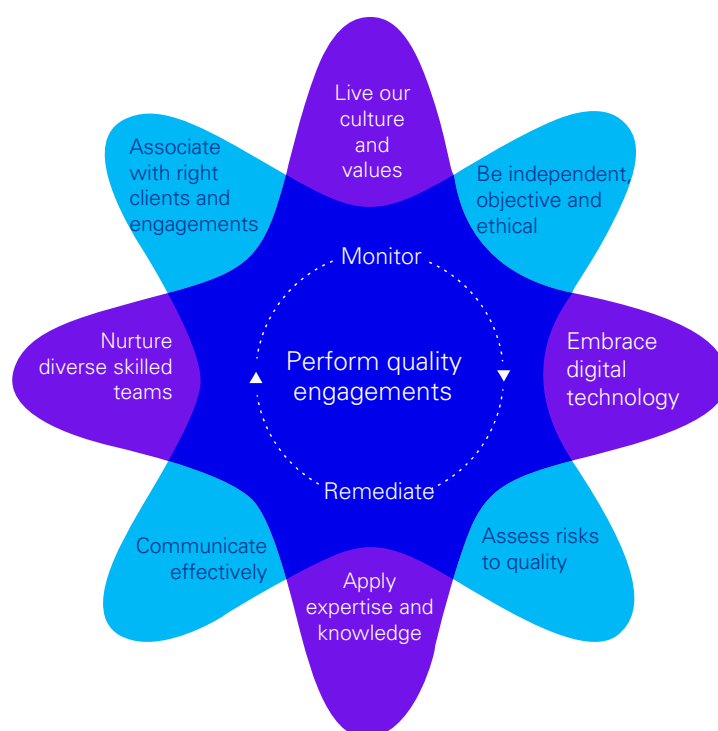 Live our
culture
and
values
Be independent,
objective and
ethical
Embrace
digital
technology
Assess risks
to quality
Apply
expertise and
knowledge
Communicate
effectively
Nurture
diverse skilled
teams
Associate
with right
clients and
engagements
Monitor
Perform quality
engagements
Remediate